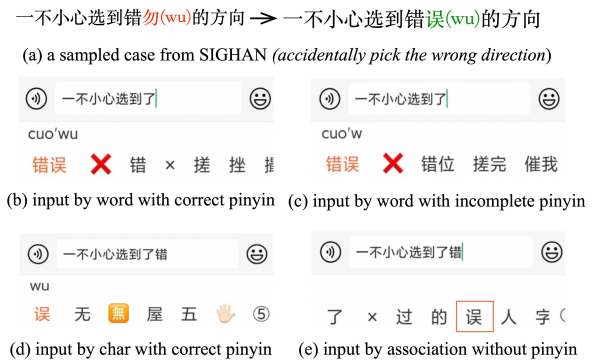 一不小心选到错勿(wu)的方向 → 一不小心选到错误(wu)的方向
(a) a sampled case from SIGHAN (accidentally pick the wrong direction)
一不小心选到了
cuo'wu
错误 ❌ 错 × 搓 挫
(b) input by word with correct pinyin
一不小心选到了
cuo'w
错误 ❌ 错位 搓完 催我
(c) input by word with incomplete pinyin
一不小心选到了错
wu
误 无 🈚 屋 五 🖐 ⑤
(d) input by char with correct pinyin
一不小心选到了错
了 × 过 的 误 人 字
(e) input by association without pinyin